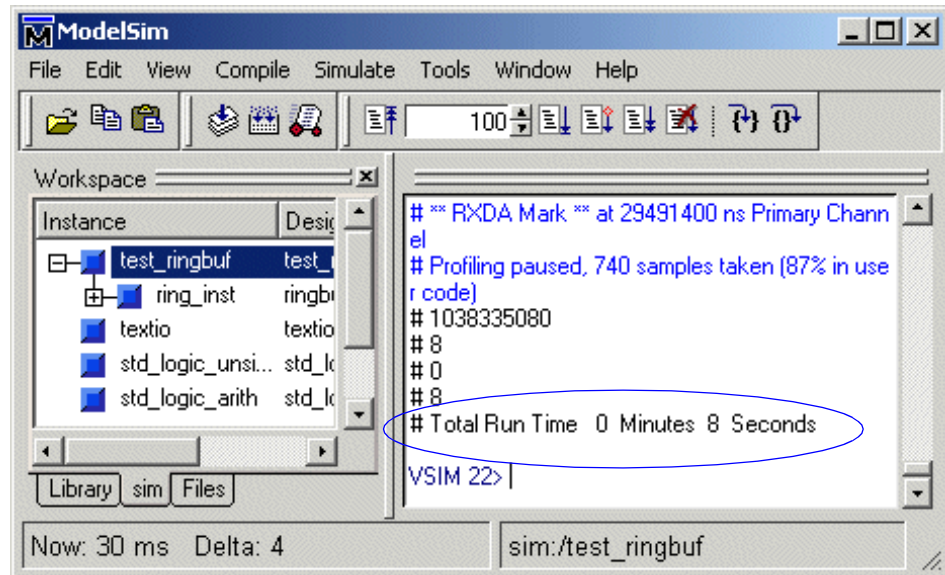 ModelSim
File Edit View Compile Simulate Tools Window Help
100
Workspace
Instance Desig
test_ringbuf test_
ring_inst ringb
textio textio
std_logic_unsi... std_l
std_logic_arith std_l
Library sim Files
# ** RXDA Mark ** at 29491400 ns Primary Chann
el
# Profiling paused, 740 samples taken (87% in use
r code)
# 1038335080
# 8
# 0
# 8
# Total Run Time 0 Minutes 8 Seconds
VSIM 22>
Now: 30 ms Delta: 4
sim:/test_ringbuf